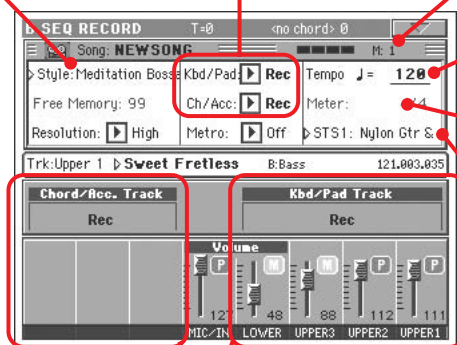 B.SEQ RECORD T=0 <no chord> 0
Song: NEWSONG M: 1
Style: Meditation Bossa Kbd/Pad: Rec Tempo ♩= 120
Free Memory: 99 Ch/Acc: Rec Meter: /4
Resolution: High Metro: Off STS1: Nylon Gtr &
Trk:Upper 1 Sweet Fretless B:Bass 121.003.035
Chord/Acc. Track Kbd/Pad Track
Rec Rec
Volume
P M M P P
127 48 88 112 111
MIC/IN LOWER UPPER3 UPPER2 UPPER1